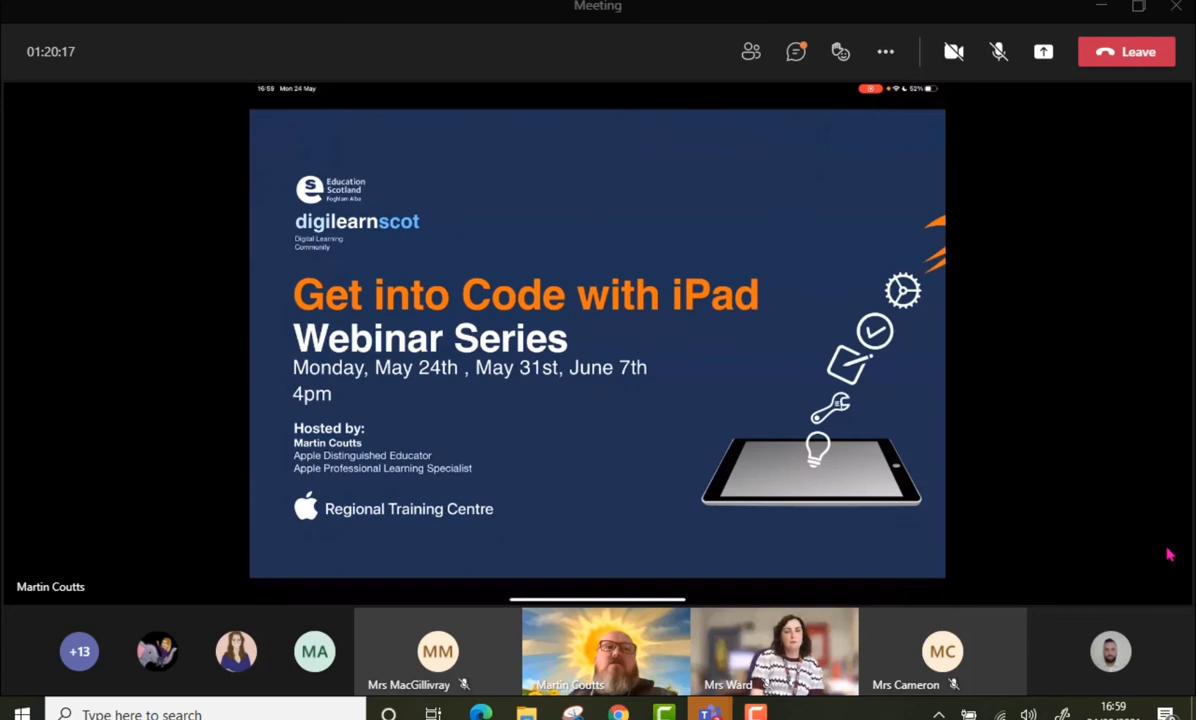 Meeting
01:20:17
Leave
16:59 Mon 24 May
52%
Education
Scotland
Foghlam Alba
digilearnscot
Digital Learning
Community
Get into Code with iPad
Webinar Series
Monday, May 24th , May 31st, June 7th
4pm
Hosted by:
Martin Coutts
Apple Distinguished Educator
Apple Professional Learning Specialist
Regional Training Centre
Martin Coutts
+13
MA
MM
MC
Mrs MacGillivray
Martin Coutts
Mrs Ward
Mrs Cameron
Type here to search
16:59